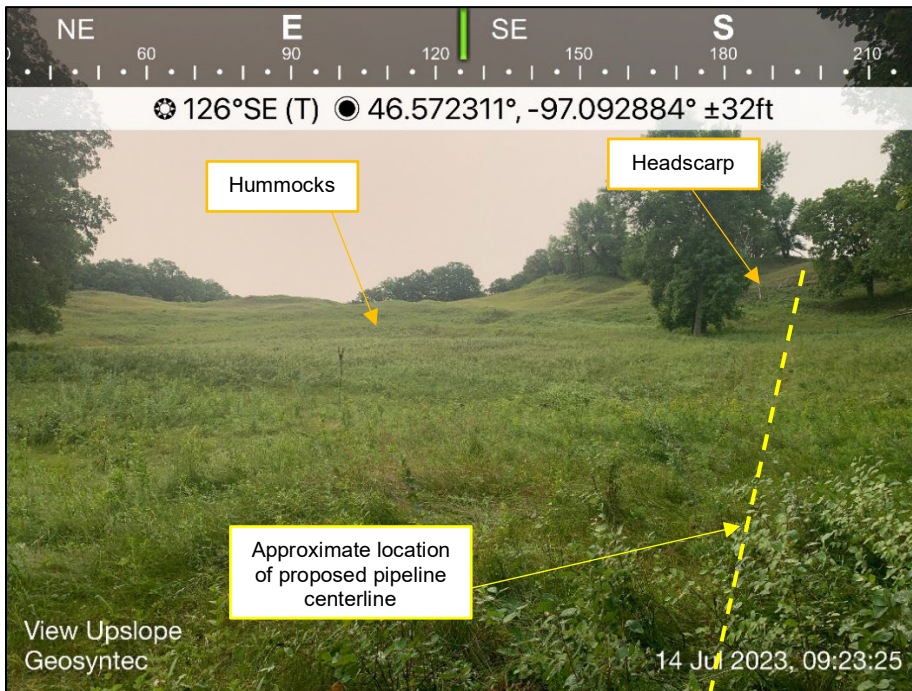 NE E SE S
0 60 90 120 150 180 210
126°SE (T) 46.572311°, -97.092884° ±32ft
Hummocks
Headscarp
Approximate location
of proposed pipeline
centerline
View Upslope
Geosyntec
14 Jul 2023, 09:23:25